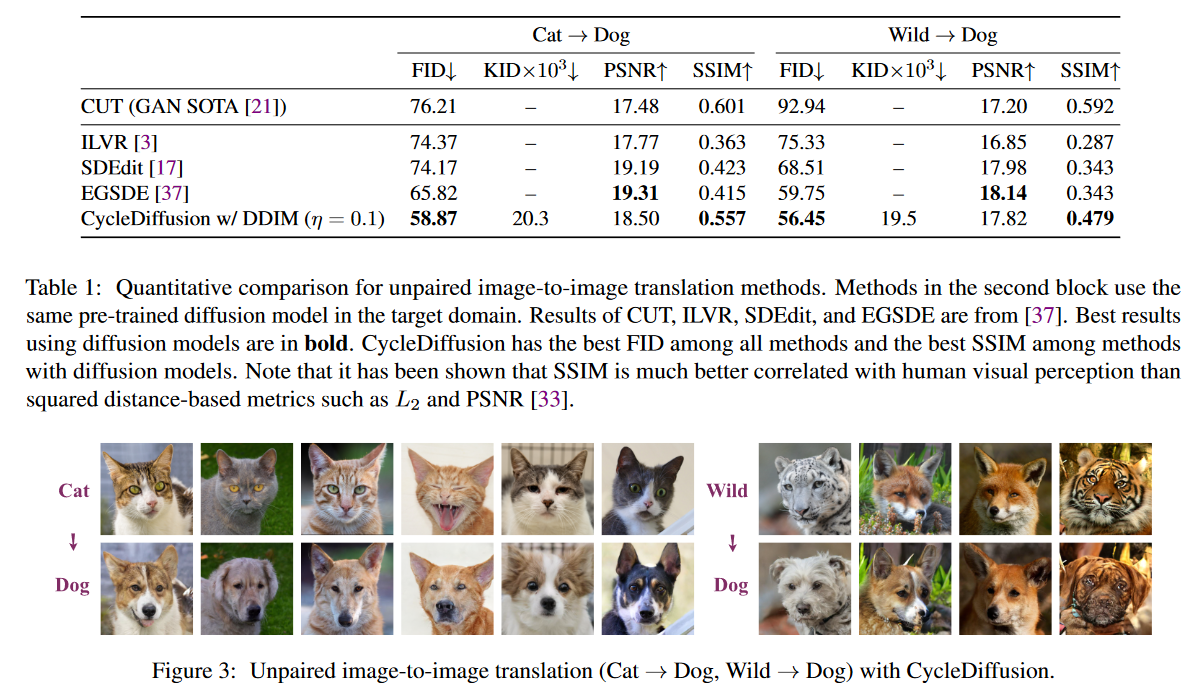 Cat → Dog Wild → Dog
FID↓ KID×10³↓ PSNR↑ SSIM↑ FID↓ KID×10³↓ PSNR↑ SSIM↑
CUT (GAN SOTA [21]) 76.21 – 17.48 0.601 92.94 – 17.20 0.592
ILVR [3] 74.37 – 17.77 0.363 75.33 – 16.85 0.287
SDEdit [17] 74.17 – 19.19 0.423 68.51 – 17.98 0.343
EGSDE [37] 65.82 – 19.31 0.415 59.75 – 18.14 0.343
CycleDiffusion w/ DDIM (η = 0.1) 58.87 20.3 18.50 0.557 56.45 19.5 17.82 0.479
Table 1: Quantitative comparison for unpaired image-to-image translation methods. Methods in the second block use the
same pre-trained diffusion model in the target domain. Results of CUT, ILVR, SDEdit, and EGSDE are from [37]. Best results
using diffusion models are in bold. CycleDiffusion has the best FID among all methods and the best SSIM among methods
with diffusion models. Note that it has been shown that SSIM is much better correlated with human visual perception than
squared distance-based metrics such as L₂ and PSNR [33].
Cat
↓
Dog
Wild
↓
Dog
Figure 3: Unpaired image-to-image translation (Cat → Dog, Wild → Dog) with CycleDiffusion.